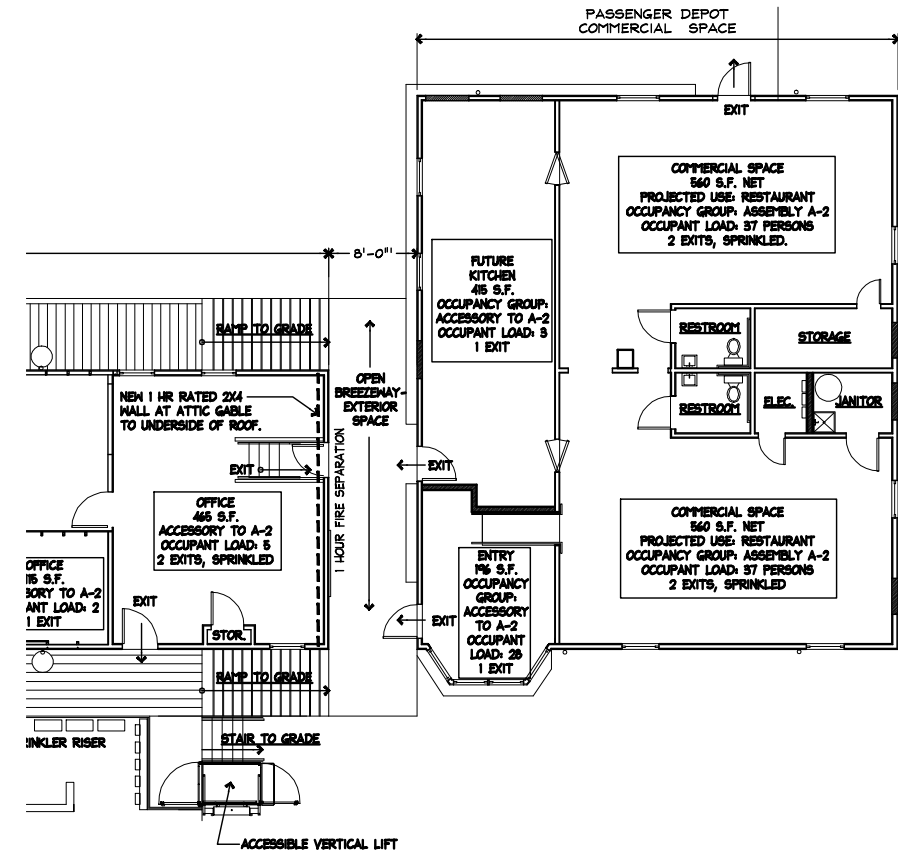 PASSENGER DEPOT
COMMERCIAL SPACE
EXIT
COMMERCIAL SPACE
560 S.F. NET
PROJECTED USE: RESTAURANT
OCCUPANCY GROUP: ASSEMBLY A-2
OCCUPANT LOAD: 37 PERSONS
2 EXITS, SPRINKLED.
8'-0"
FUTURE
KITCHEN
415 S.F.
OCCUPANCY GROUP:
ACCESSORY TO A-2
OCCUPANT LOAD: 3
1 EXIT
RAMP TO GRADE
RESTROOM
STORAGE
OPEN
BREEZEWAY-
EXTERIOR
SPACE
NEW 1 HR RATED 2X4
WALL AT ATTIC GABLE
TO UNDERSIDE OF ROOF.
RESTROOM
ELEC.
JANITOR
1 HOUR FIRE SEPARATION
EXIT
EXIT
OFFICE
465 S.F.
ACCESSORY TO A-2
OCCUPANT LOAD: 5
2 EXITS, SPRINKLED
COMMERCIAL SPACE
560 S.F. NET
PROJECTED USE: RESTAURANT
OCCUPANCY GROUP: ASSEMBLY A-2
OCCUPANT LOAD: 37 PERSONS
2 EXITS, SPRINKLED
ENTRY
196 S.F.
OCCUPANCY
GROUP:
ACCESSORY
TO A-2
OCCUPANT
LOAD: 28
1 EXIT
OFFICE
115 S.F.
SORY TO A-2
ANT LOAD: 2
1 EXIT
EXIT
EXIT
STOR.
RAMP TO GRADE
INKLER RISER
STAIR TO GRADE
ACCESSIBLE VERTICAL LIFT